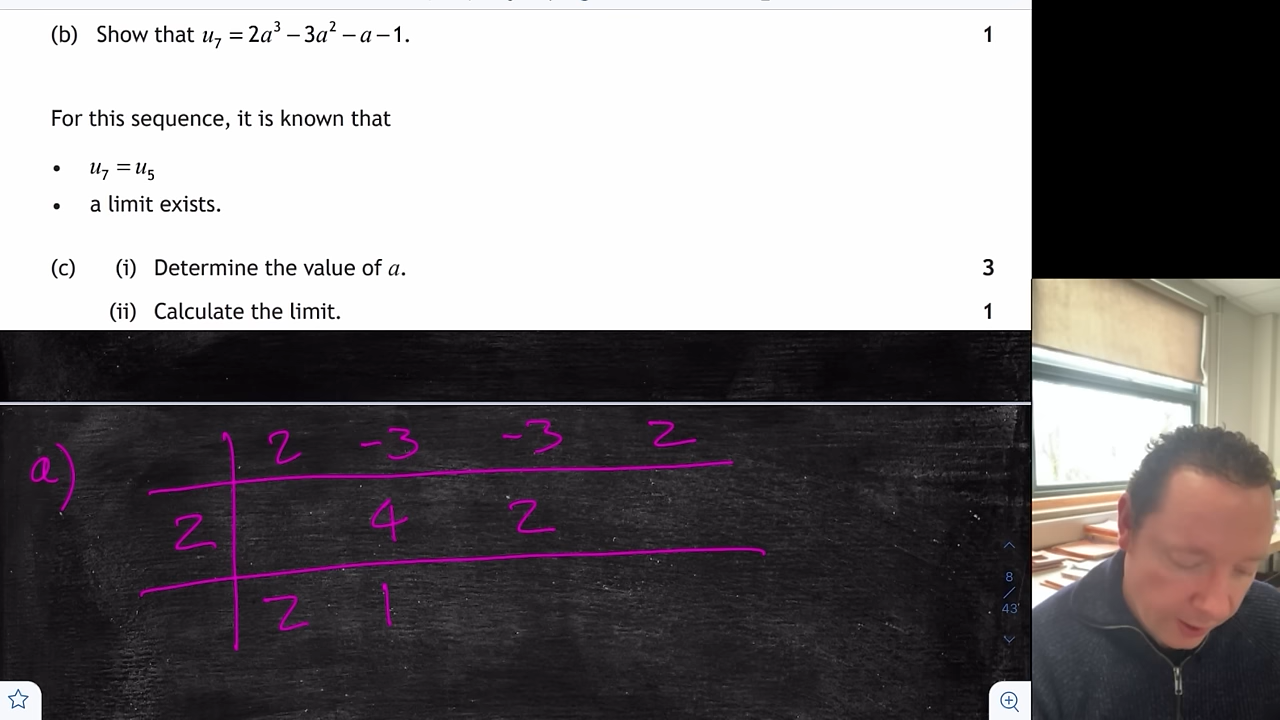 (b) Show that u₇ = 2a³ − 3a² − a − 1. 1
For this sequence, it is known that
• u₇ = u₅
• a limit exists.
(c) (i) Determine the value of a. 3
(ii) Calculate the limit. 1
a) 2 -3 -3 2
2 4 2
2 1
8
/
43